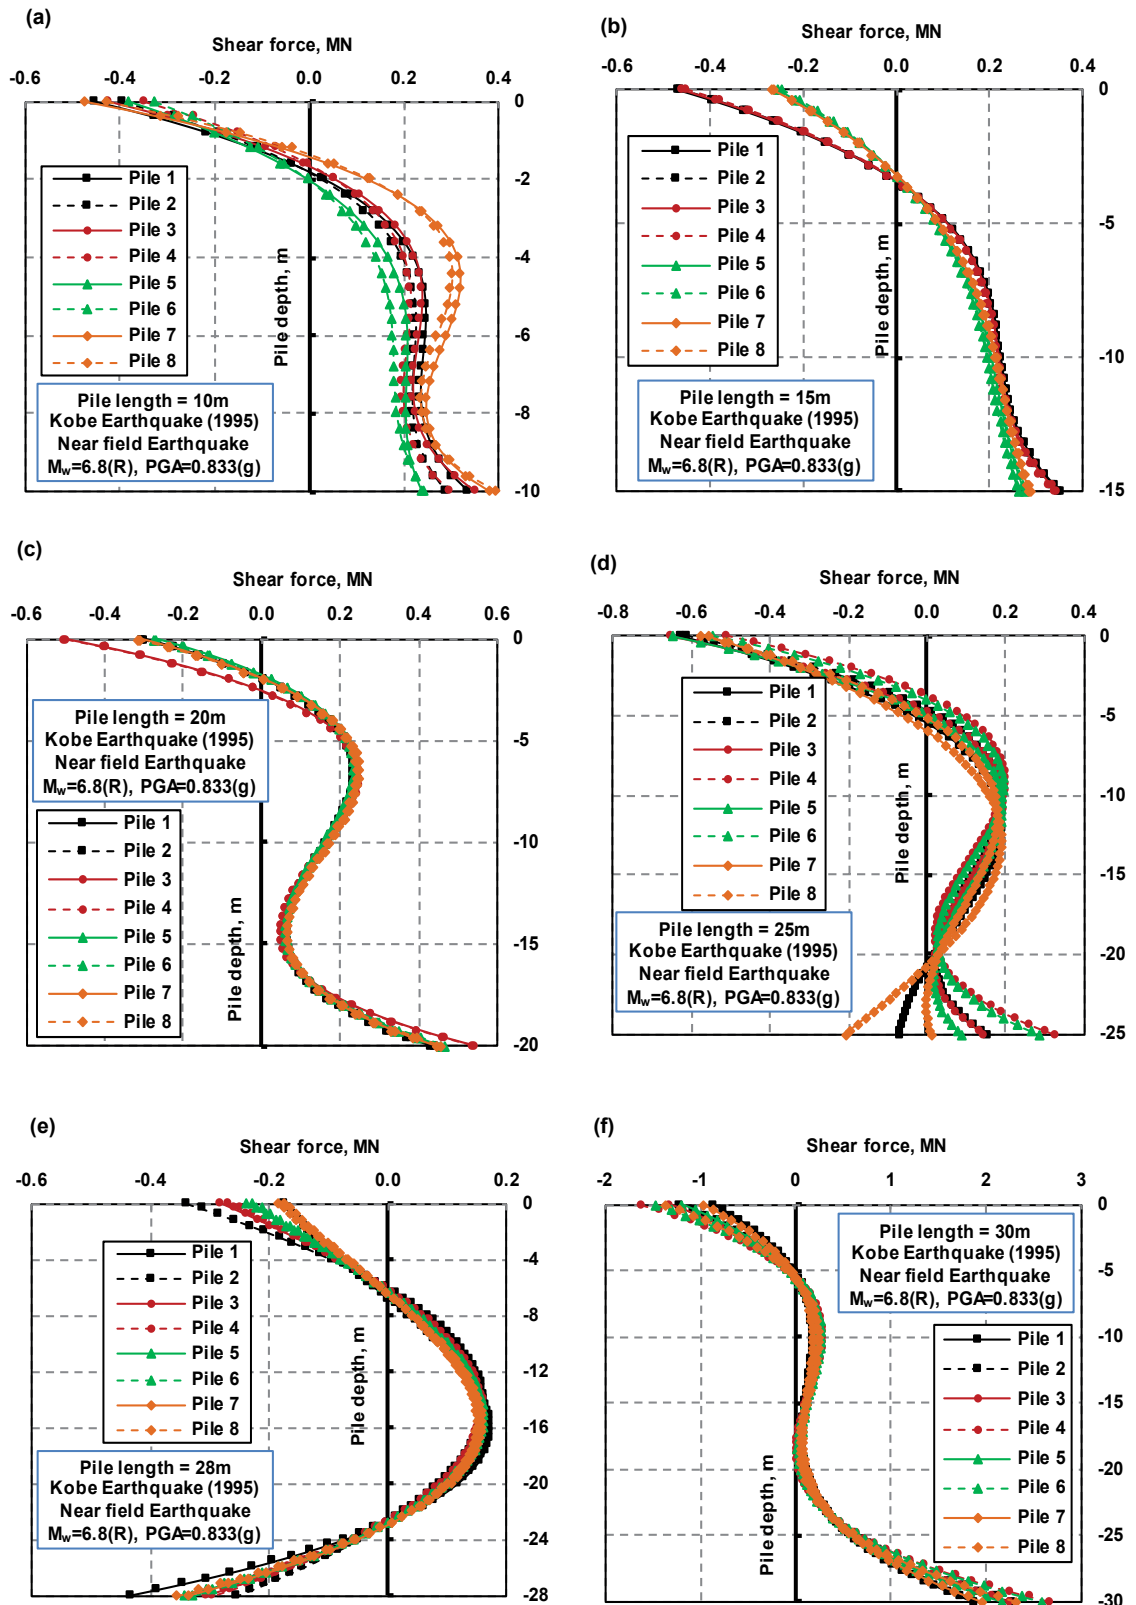 (a)
Shear force, MN
-0.6 -0.4 -0.2 0.0 0.2 0.4
0
-2
-4
-6
-8
-10
Pile depth, m
Pile 1
Pile 2
Pile 3
Pile 4
Pile 5
Pile 6
Pile 7
Pile 8
Pile length = 10m
Kobe Earthquake (1995)
Near field Earthquake
Mw=6.8(R), PGA=0.833(g)
(b)
Shear force, MN
-0.6 -0.4 -0.2 0.0 0.2 0.4
0
-5
-10
-15
Pile depth, m
Pile 1
Pile 2
Pile 3
Pile 4
Pile 5
Pile 6
Pile 7
Pile 8
Pile length = 15m
Kobe Earthquake (1995)
Near field Earthquake
Mw=6.8(R), PGA=0.833(g)
(c)
Shear force, MN
-0.6 -0.4 -0.2 0.0 0.2 0.4 0.6
0
-5
-10
-15
-20
Pile depth, m
Pile length = 20m
Kobe Earthquake (1995)
Near field Earthquake
Mw=6.8(R), PGA=0.833(g)
Pile 1
Pile 2
Pile 3
Pile 4
Pile 5
Pile 6
Pile 7
Pile 8
(d)
Shear force, MN
-0.8 -0.6 -0.4 -0.2 0.0 0.2 0.4
0
-5
-10
-15
-20
-25
Pile depth, m
Pile 1
Pile 2
Pile 3
Pile 4
Pile 5
Pile 6
Pile 7
Pile 8
Pile length = 25m
Kobe Earthquake (1995)
Near field Earthquake
Mw=6.8(R), PGA=0.833(g)
(e)
Shear force, MN
-0.6 -0.4 -0.2 0.0 0.2
0
-4
-8
-12
-16
-20
-24
-28
Pile depth, m
Pile 1
Pile 2
Pile 3
Pile 4
Pile 5
Pile 6
Pile 7
Pile 8
Pile length = 28m
Kobe Earthquake (1995)
Near field Earthquake
Mw=6.8(R), PGA=0.833(g)
(f)
Shear force, MN
-2 -1 0 1 2 3
0
-5
-10
-15
-20
-25
-30
Pile depth, m
Pile length = 30m
Kobe Earthquake (1995)
Near field Earthquake
Mw=6.8(R), PGA=0.833(g)
Pile 1
Pile 2
Pile 3
Pile 4
Pile 5
Pile 6
Pile 7
Pile 8